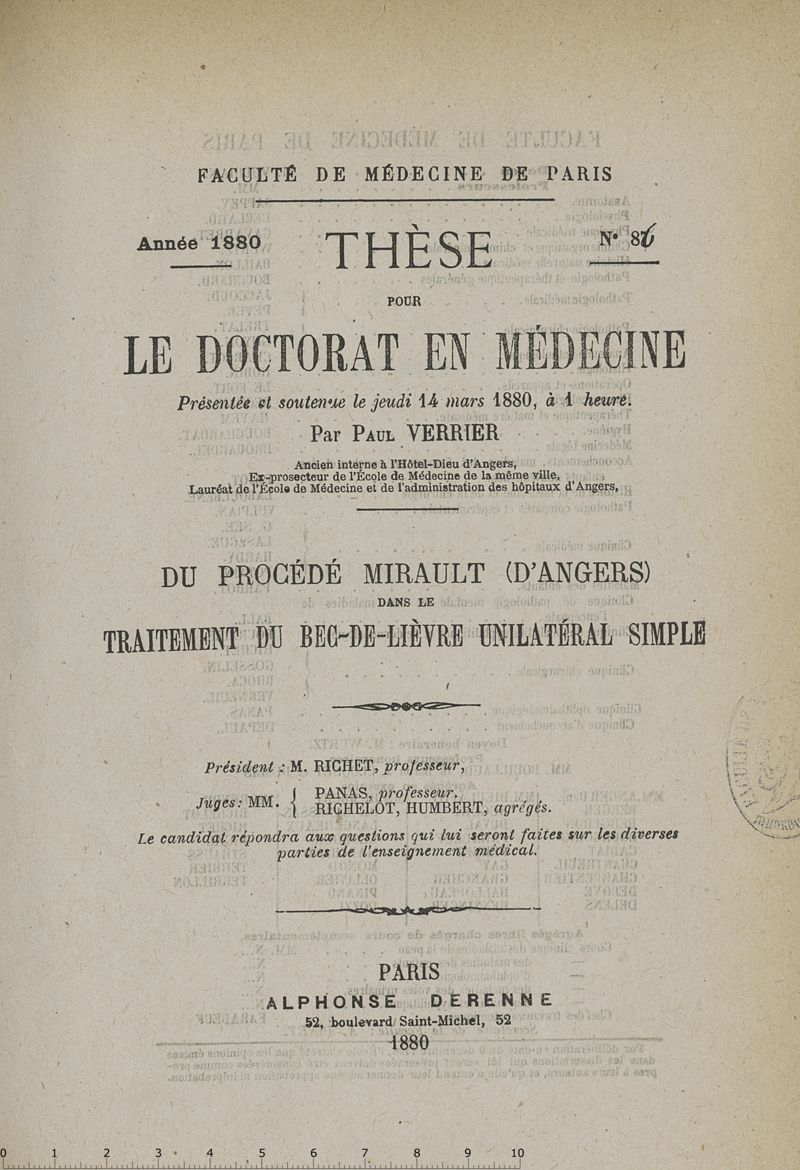 FACULTÉ DE MÉDECINE DE PARIS
Année 1880
THÈSE
N° 86
POUR
LE DOCTORAT EN MÉDECINE
Présentée et soutenue le jeudi 14 mars 1880, à 1 heure.
Par PAUL VERRIER
Ancien interne à l'Hôtel-Dieu d'Angers,
Ex-prosecteur de l'École de Médecine de la même ville,
Lauréat de l'École de Médecine et de l'administration des hôpitaux d'Angers,
DU PROCÉDÉ MIRAULT (D'ANGERS)
DANS LE
TRAITEMENT DU BEC-DE-LIÈVRE UNILATÉRAL SIMPLE
Président : M. RICHET, professeur,
Juges: MM. { PANAS, professeur.
RICHELOT, HUMBERT, agrégés.
Le candidat répondra aux questions qui lui seront faites sur les diverses
parties de l'enseignement médical.
PARIS
ALPHONSE DERENNE
52, boulevard Saint-Michel, 52
1880
0 1 2 3 4 5 6 7 8 9 10